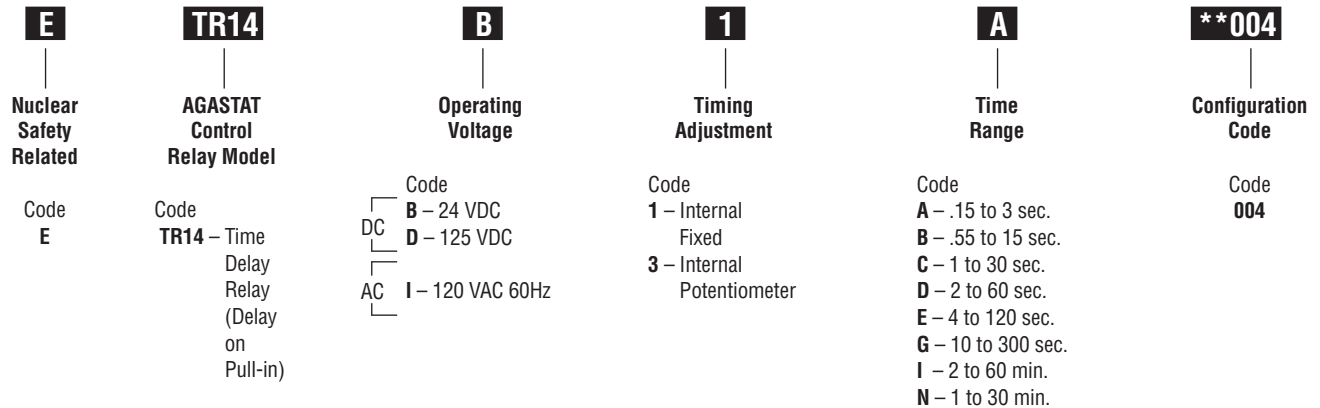 E TR14 B 1 A **004
Nuclear Safety Related
AGASTAT Control Relay Model
Operating Voltage
Timing Adjustment
Time Range
Configuration Code
Code
E
Code
TR14 – Time
Delay
Relay
(Delay
on
Pull-in)
Code
DC
B – 24 VDC
D – 125 VDC
AC
I – 120 VAC 60Hz
Code
1 – Internal
Fixed
3 – Internal
Potentiometer
Code
A – .15 to 3 sec.
B – .55 to 15 sec.
C – 1 to 30 sec.
D – 2 to 60 sec.
E – 4 to 120 sec.
G – 10 to 300 sec.
I – 2 to 60 min.
N – 1 to 30 min.
Code
004